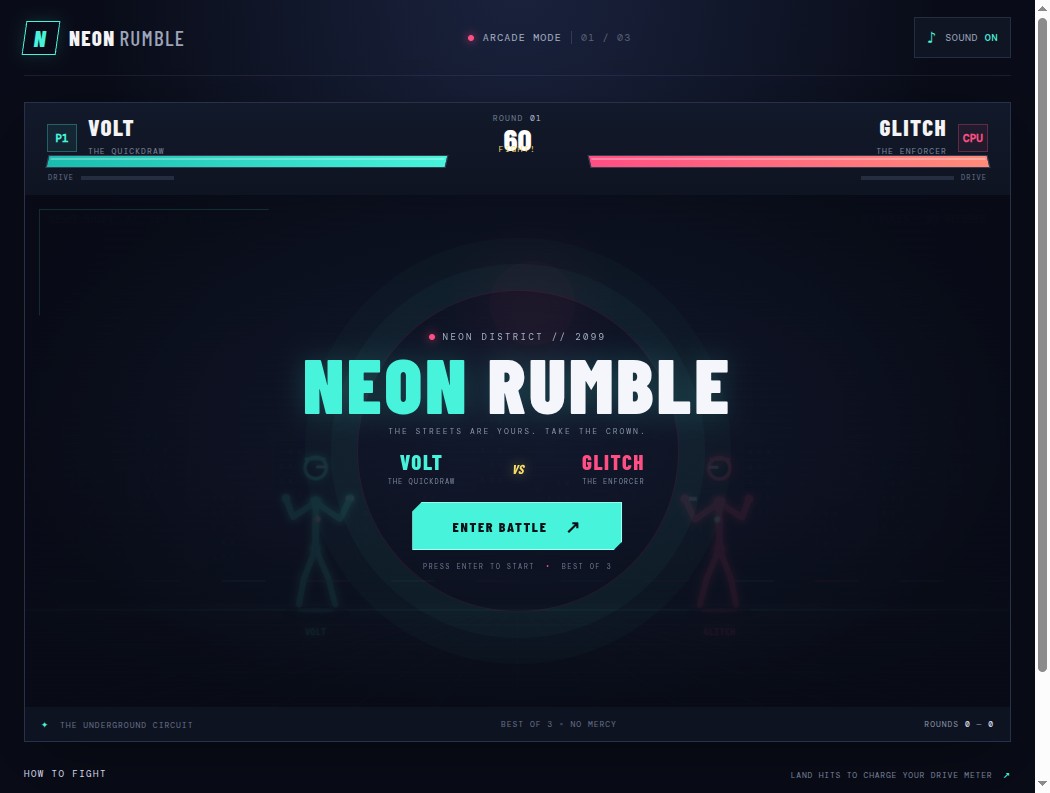 N NEON RUMBLE
ARCADE MODE | 01 / 03
♪ SOUND ON
P1 VOLT
THE QUICKDRAW
DRIVE
ROUND 01
60
FIGHT!
GLITCH CPU
THE ENFORCER
DRIVE
NEON DISTRICT // 2099
NEON RUMBLE
THE STREETS ARE YOURS. TAKE THE CROWN.
VOLT VS GLITCH
THE QUICKDRAW THE ENFORCER
ENTER BATTLE ↗
PRESS ENTER TO START • BEST OF 3
VOLT GLITCH
✦ THE UNDERGROUND CIRCUIT
BEST OF 3 • NO MERCY
ROUNDS 0 — 0
HOW TO FIGHT
LAND HITS TO CHARGE YOUR DRIVE METER ↗